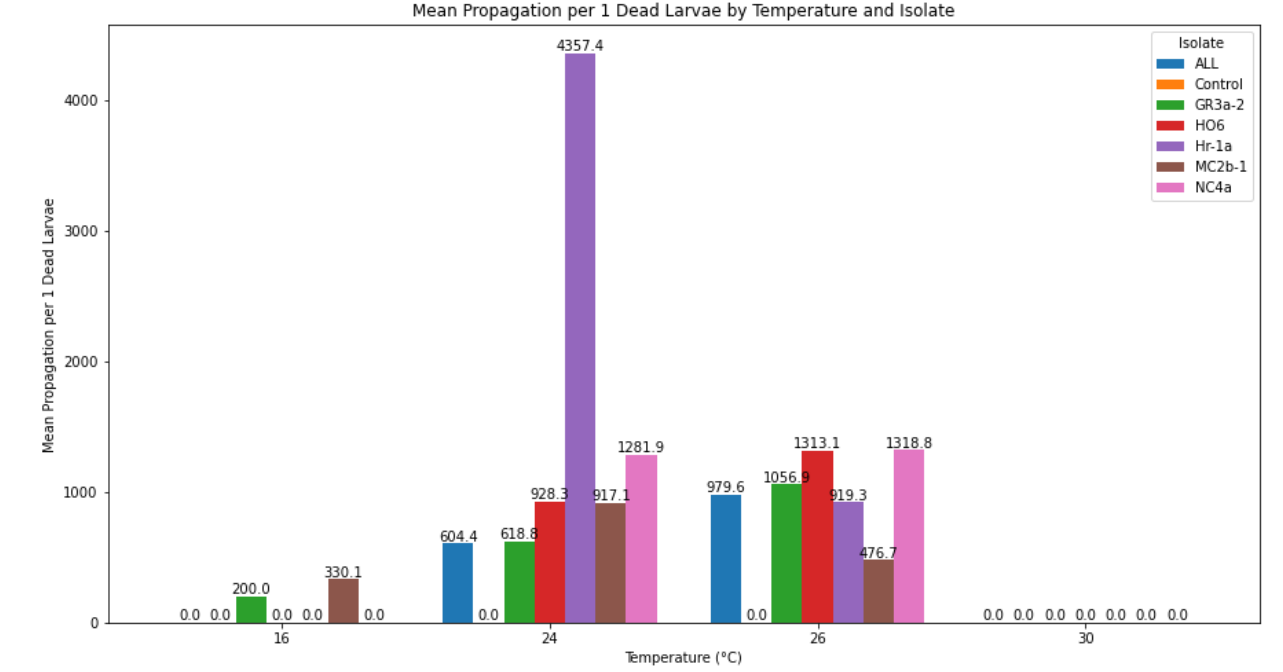 Mean Propagation per 1 Dead Larvae by Temperature and Isolate
Mean Propagation per 1 Dead Larvae
4000
3000
2000
1000
0
0.0 0.0 200.0 0.0 0.0 330.1 0.0
604.4 0.0 618.8 928.3 4357.4 917.1 1281.9
979.6 0.0 1056.9 1313.1 919.3 476.7 1318.8
0.0 0.0 0.0 0.0 0.0 0.0 0.0
16 24 26 30
Temperature (°C)
Isolate
ALL
Control
GR3a-2
HO6
Hr-1a
MC2b-1
NC4a